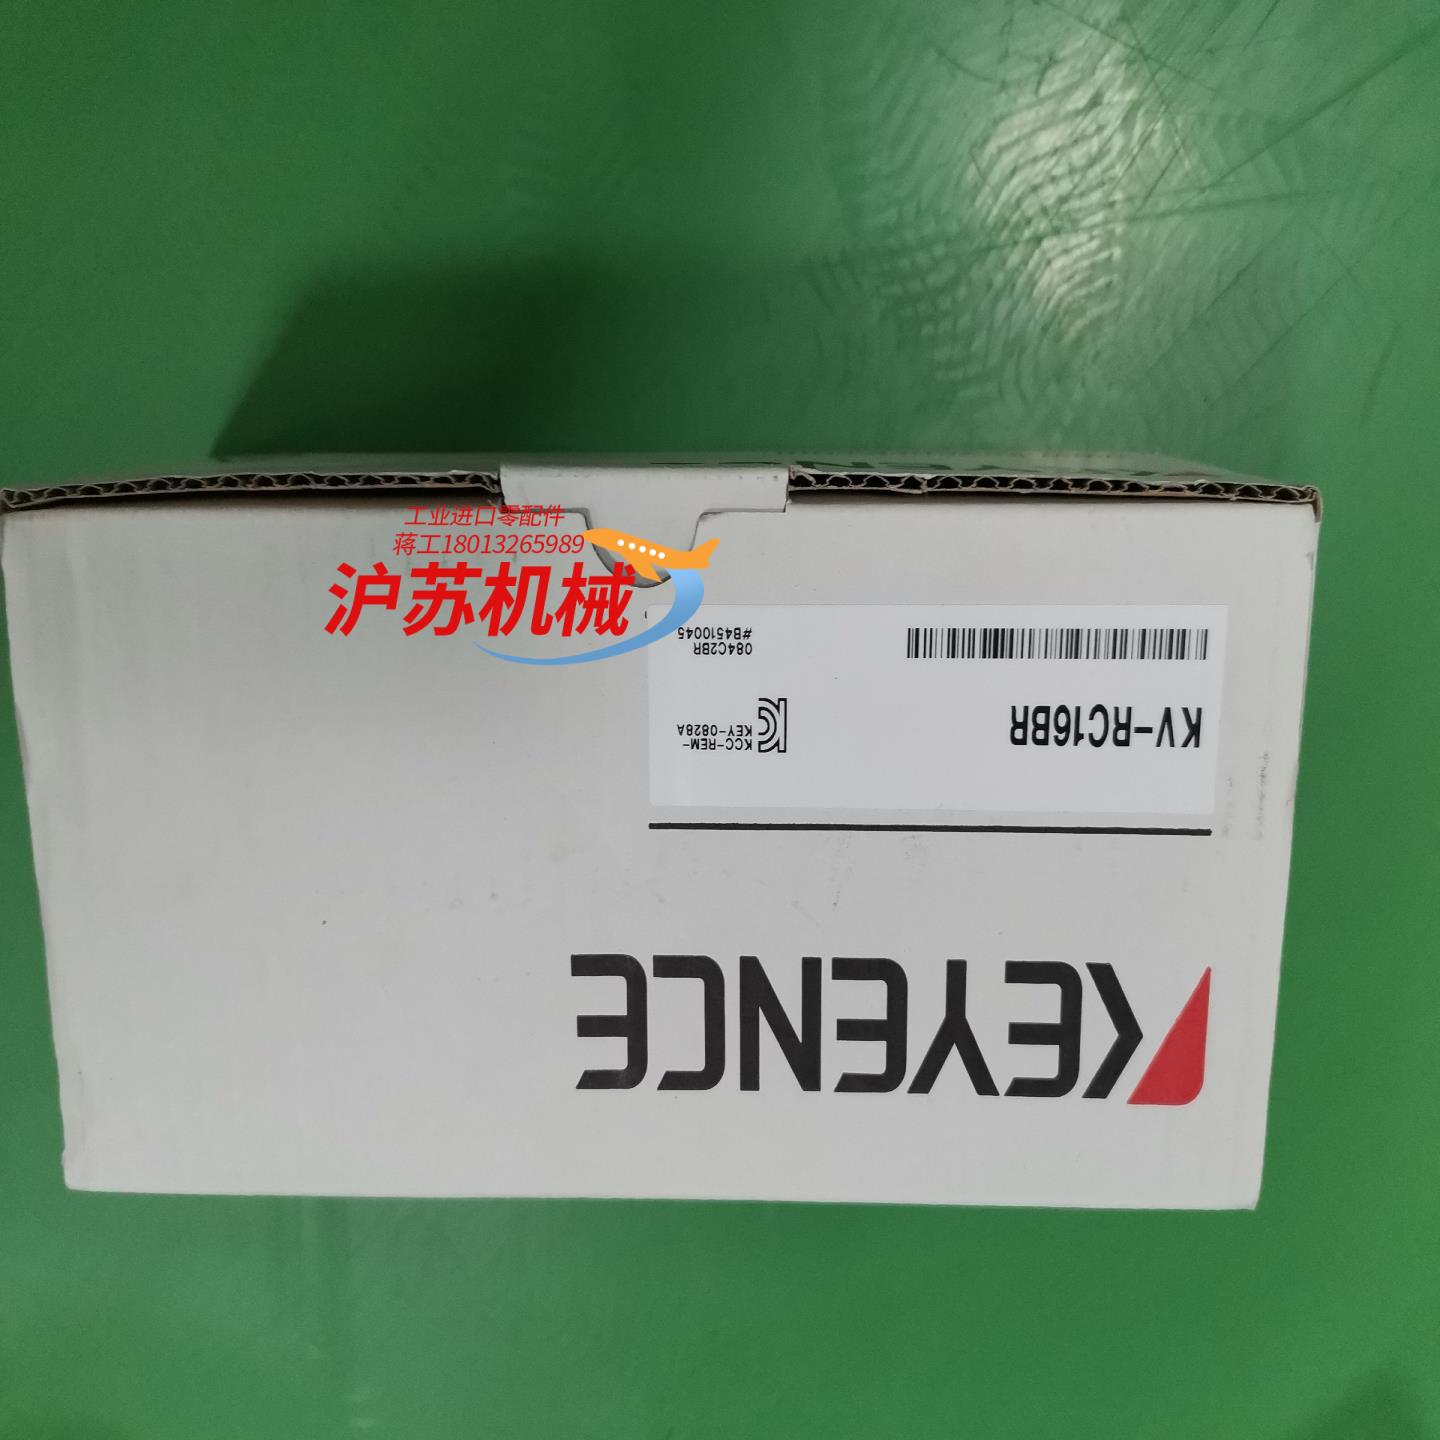 工业进口零配件
蒋工18013265989
沪苏机械
KEYENCE
KV-RC16BR
KCC-REM-
KEY-0828A
084C2BR
#B4510045